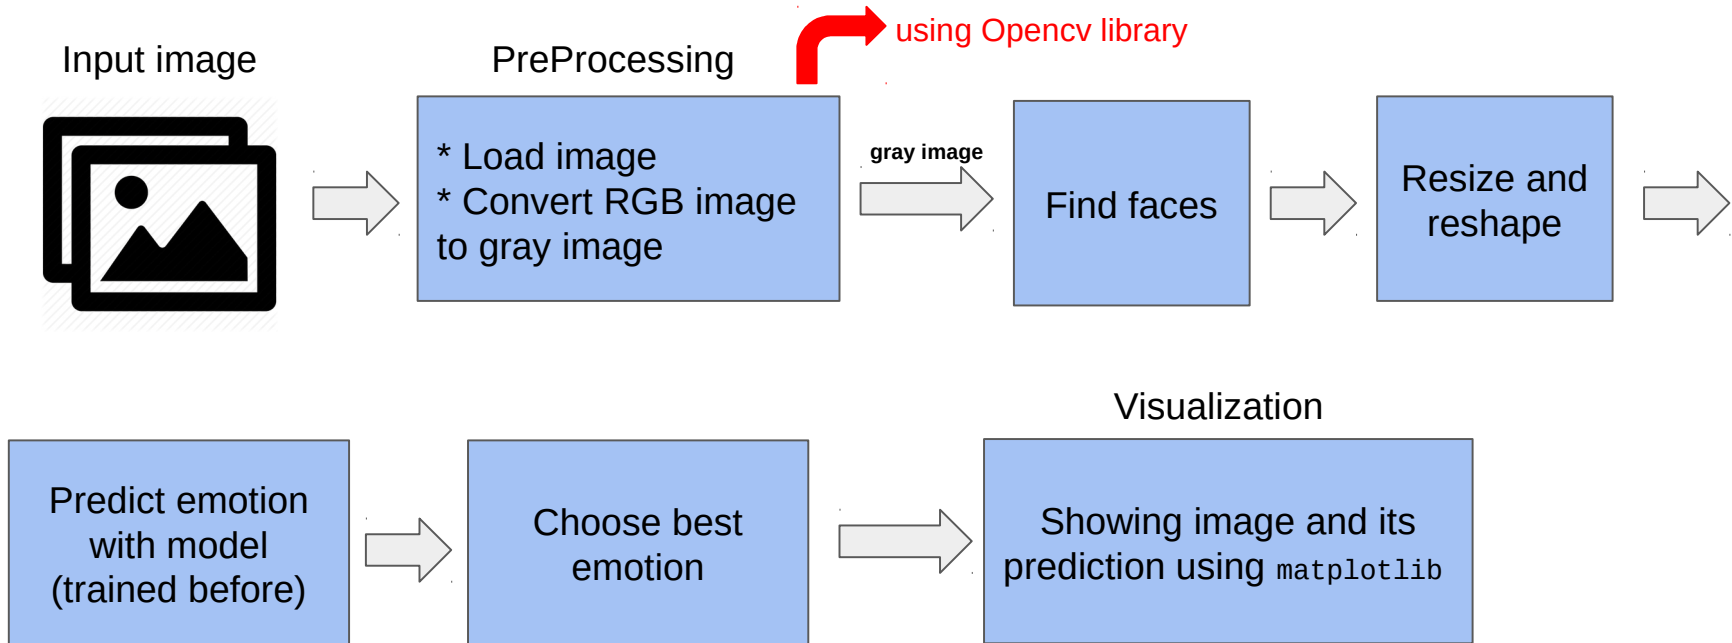 using Opencv library
Input image
PreProcessing
* Load image
* Convert RGB image
to gray image
gray image
Find faces
Resize and
reshape
Predict emotion
with model
(trained before)
Choose best
emotion
Visualization
Showing image and its
prediction using matplotlib